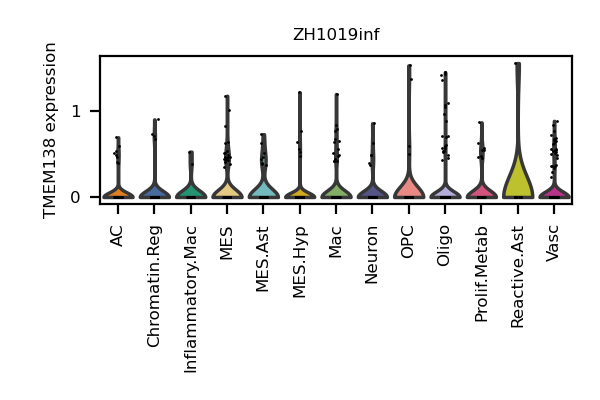 ZH1019inf
TMEM138 expression
1
0
AC
Chromatin.Reg
Inflammatory.Mac
MES
MES.Ast
MES.Hyp
Mac
Neuron
OPC
Oligo
Prolif.Metab
Reactive.Ast
Vasc